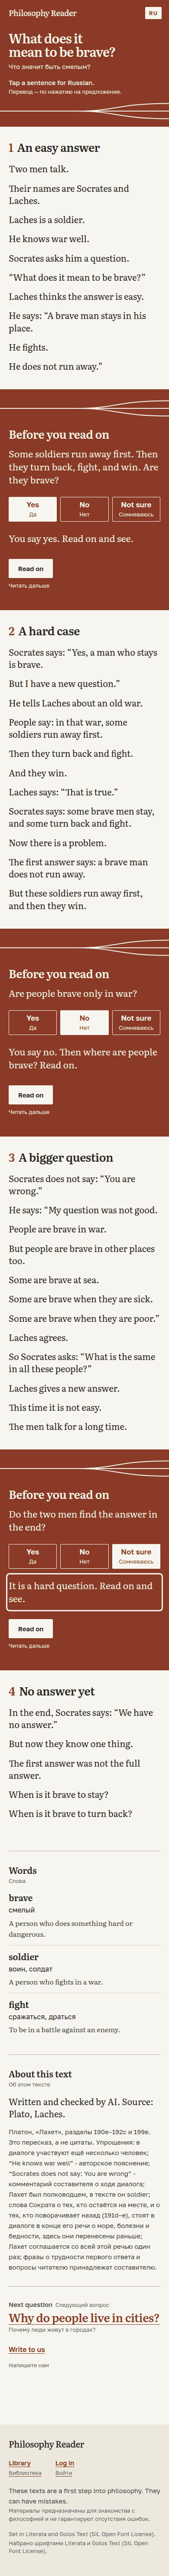 Philosophy Reader
RU
What does it
mean to be brave?
Что значит быть смелым?
Tap a sentence for Russian.
Перевод — по нажатию на предложение.
1 An easy answer
Two men talk.
Their names are Socrates and
Laches.
Laches is a soldier.
He knows war well.
Socrates asks him a question.
“What does it mean to be brave?”
Laches thinks the answer is easy.
He says: “A brave man stays in his
place.
He fights.
He does not run away.”
Before you read on
Some soldiers run away first. Then
they turn back, fight, and win. Are
they brave?
Yes
Да
No
Нет
Not sure
Сомневаюсь
You say yes. Read on and see.
Read on
Читать дальше
2 A hard case
Socrates says: “Yes, a man who stays
is brave.
But I have a new question.”
He tells Laches about an old war.
People say: in that war, some
soldiers run away first.
Then they turn back and fight.
And they win.
Laches says: “That is true.”
Socrates says: some brave men stay,
and some turn back and fight.
Now there is a problem.
The first answer says: a brave man
does not run away.
But these soldiers run away first,
and then they win.
Before you read on
Are people brave only in war?
Yes
Да
No
Нет
Not sure
Сомневаюсь
You say no. Then where are people
brave? Read on.
Read on
Читать дальше
3 A bigger question
Socrates does not say: “You are
wrong.”
He says: “My question was not good.
People are brave in war.
But people are brave in other places
too.
Some are brave at sea.
Some are brave when they are sick.
Some are brave when they are poor.”
Laches agrees.
So Socrates asks: “What is the same
in all these people?”
Laches gives a new answer.
This time it is not easy.
The men talk for a long time.
Before you read on
Do the two men find the answer in
the end?
Yes
Да
No
Нет
Not sure
Сомневаюсь
It is a hard question. Read on and
see.
Read on
Читать дальше
4 No answer yet
In the end, Socrates says: “We have
no answer.”
But now they know one thing.
The first answer was not the full
answer.
When is it brave to stay?
When is it brave to turn back?
Words
Слова
brave
смелый
A person who does something hard or
dangerous.
soldier
воин, солдат
A person who fights in a war.
fight
сражаться, драться
To be in a battle against an enemy.
About this text
Об этом тексте
Written and checked by AI. Source:
Plato, Laches.
Платон, «Лахет», разделы 190e–192c и 199e.
Это пересказ, а не цитаты. Упрощения: в
диалоге участвуют ещё несколько человек;
“He knows war well” - авторское пояснение;
“Socrates does not say: You are wrong” -
комментарий составителя о ходе диалога;
Лахет был полководцем, в тексте он soldier;
слова Сократа о тех, кто остаётся на месте, и о
тех, кто поворачивает назад (191d–e), стоят в
диалоге в конце его речи о море, болезни и
бедности, здесь они перенесены раньше;
Лахет соглашается со всей этой речью один
раз; фразы о трудности первого ответа и
вопросы читателю принадлежат составителю.
Next question Следующий вопрос
Why do people live in cities?
Почему люди живут в городах?
Write to us
Напишите нам
Philosophy Reader
Library
Библиотека
Log in
Войти
These texts are a first step into philosophy. They
can have mistakes.
Материалы предназначены для знакомства с
философией и не гарантируют отсутствия ошибок.
Set in Literata and Golos Text (SIL Open Font License).
Набрано шрифтами Literata и Golos Text (SIL Open
Font License).